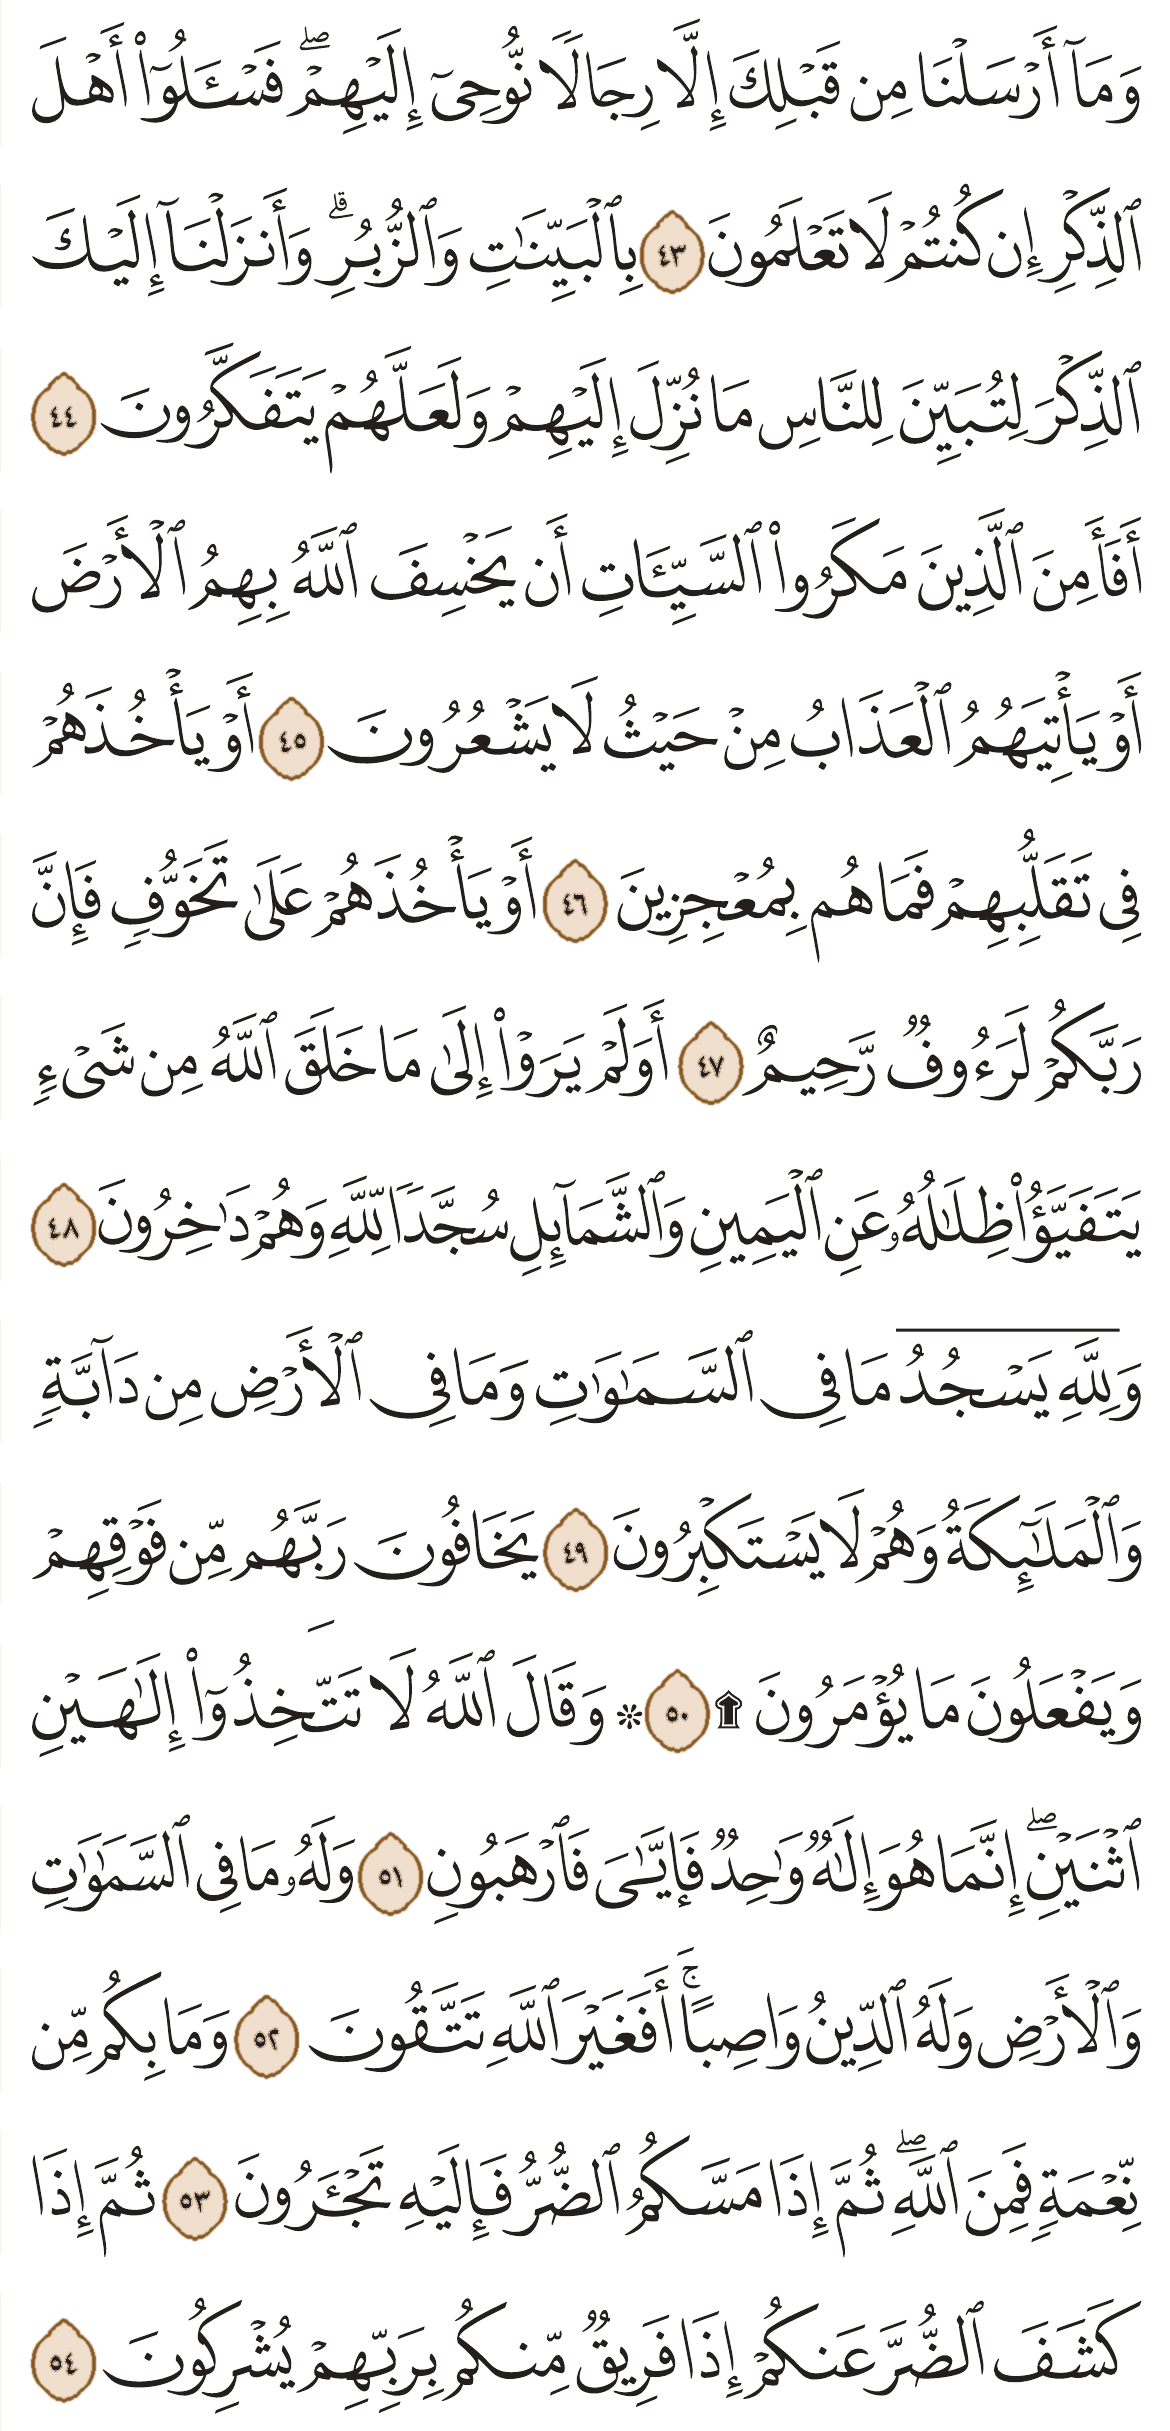 وَمَآ أَرْسَلْنَا مِن قَبْلِكَ إِلَّا رِجَالًا نُّوحِىٓ إِلَيْهِمْ ۖ فَسْـَٔلُوٓا۟ أَهْلَ
ٱلذِّكْرِ إِن كُنتُمْ لَا تَعْلَمُونَ ٤٣ بِٱلْبَيِّنَـٰتِ وَٱلزُّبُرِ ۗ وَأَنزَلْنَآ إِلَيْكَ
ٱلذِّكْرَ لِتُبَيِّنَ لِلنَّاسِ مَا نُزِّلَ إِلَيْهِمْ وَلَعَلَّهُمْ يَتَفَكَّرُونَ ٤٤
أَفَأَمِنَ ٱلَّذِينَ مَكَرُوا۟ ٱلسَّيِّـَٔاتِ أَن يَخْسِفَ ٱللَّهُ بِهِمُ ٱلْأَرْضَ
أَوْ يَأْتِيَهُمُ ٱلْعَذَابُ مِنْ حَيْثُ لَا يَشْعُرُونَ ٤٥ أَوْ يَأْخُذَهُمْ
فِى تَقَلُّبِهِمْ فَمَا هُم بِمُعْجِزِينَ ٤٦ أَوْ يَأْخُذَهُمْ عَلَىٰ تَخَوُّفٍ فَإِنَّ
رَبَّكُمْ لَرَءُوفٌ رَّحِيمٌ ٤٧ أَوَلَمْ يَرَوْا۟ إِلَىٰ مَا خَلَقَ ٱللَّهُ مِن شَىْءٍ
يَتَفَيَّؤُا۟ ظِلَـٰلُهُۥ عَنِ ٱلْيَمِينِ وَٱلشَّمَآئِلِ سُجَّدًا لِّلَّهِ وَهُمْ دَٰخِرُونَ ٤٨
وَلِلَّهِ يَسْجُدُ مَا فِى ٱلسَّمَـٰوَٰتِ وَمَا فِى ٱلْأَرْضِ مِن دَآبَّةٍ
وَٱلْمَلَـٰٓئِكَةُ وَهُمْ لَا يَسْتَكْبِرُونَ ٤٩ يَخَافُونَ رَبَّهُم مِّن فَوْقِهِمْ
وَيَفْعَلُونَ مَا يُؤْمَرُونَ ۩ ٥٠ ۞ وَقَالَ ٱللَّهُ لَا تَتَّخِذُوٓا۟ إِلَـٰهَيْنِ
ٱثْنَيْنِ ۖ إِنَّمَا هُوَ إِلَـٰهٌ وَٰحِدٌ فَإِيَّـٰىَ فَٱرْهَبُونِ ٥١ وَلَهُۥ مَا فِى ٱلسَّمَـٰوَٰتِ
وَٱلْأَرْضِ وَلَهُ ٱلدِّينُ وَاصِبًا ۚ أَفَغَيْرَ ٱللَّهِ تَتَّقُونَ ٥٢ وَمَا بِكُم مِّن
نِّعْمَةٍ فَمِنَ ٱللَّهِ ۖ ثُمَّ إِذَا مَسَّكُمُ ٱلضُّرُّ فَإِلَيْهِ تَجْـَٔرُونَ ٥٣ ثُمَّ إِذَا
كَشَفَ ٱلضُّرَّ عَنكُمْ إِذَا فَرِيقٌ مِّنكُم بِرَبِّهِمْ يُشْرِكُونَ ٥٤